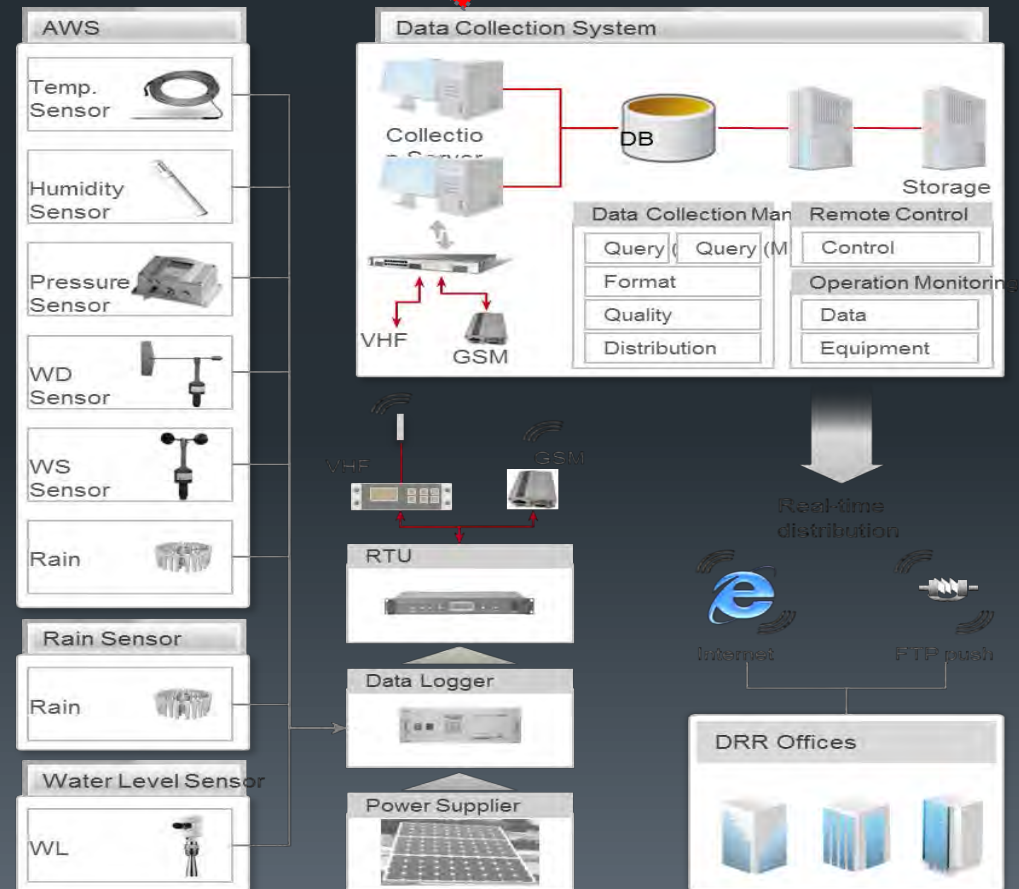 AWS
Temp.
Sensor
Humidity
Sensor
Pressure
Sensor
WD
Sensor
WS
Sensor
Rain
Rain Sensor
Rain
Water Level Sensor
WL
Data Collection System
Collectio
n Server
DB
Storage
VHF
GSM
Data Collection Man
Query (
Query (M
Format
Quality
Distribution
Remote Control
Control
Operation Monitoring
Data
Equipment
VHF
GSM
RTU
Data Logger
Power Supplier
Real-time
distribution
Internet
FTP push
DRR Offices